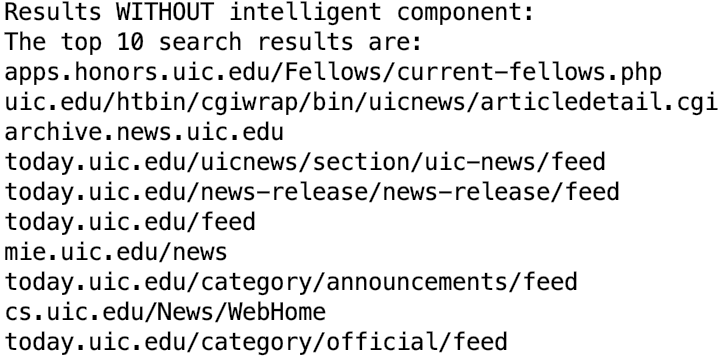 Results WITHOUT intelligent component:
The top 10 search results are:
apps.honors.uic.edu/Fellows/current-fellows.php
uic.edu/htbin/cgiwrap/bin/uicnews/articledetail.cgi
archive.news.uic.edu
today.uic.edu/uicnews/section/uic-news/feed
today.uic.edu/news-release/news-release/feed
today.uic.edu/feed
mie.uic.edu/news
today.uic.edu/category/announcements/feed
cs.uic.edu/News/WebHome
today.uic.edu/category/official/feed